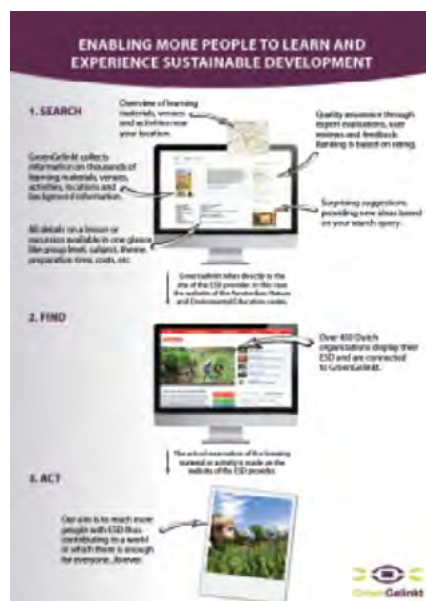 ENABLING MORE PEOPLE TO LEARN AND
EXPERIENCE SUSTAINABLE DEVELOPMENT
1. SEARCH
Overview of learning
materials, venues
and activities near
your location.
Quality assurance through
expert evaluations, user
reviews and feedback.
Ranking is based on rating.
GreenGelinkt collects
information on thousands of
learning materials, venues,
activities, locations and
background information.
Surprising suggestions,
providing new ideas based
on your search query.
All details on a lesson or
excursion available in one glance
like group level, subject, theme,
preparation time, costs, etc.
GreenGelinkt links directly to the
site of the ESD provider, in this case
the website of the Amsterdam Nature
and Environmental Education centre.
2. FIND
Over 400 Dutch
organizations display their
ESD and are connected
to GreenGelinkt.
The actual reservation of the learning
material or activity is made on the
website of the ESD provider.
3. ACT
Our aim is to reach more
people with ESD thus
contributing to a world
in which there is enough
for everyone, forever.
GreenGelinkt